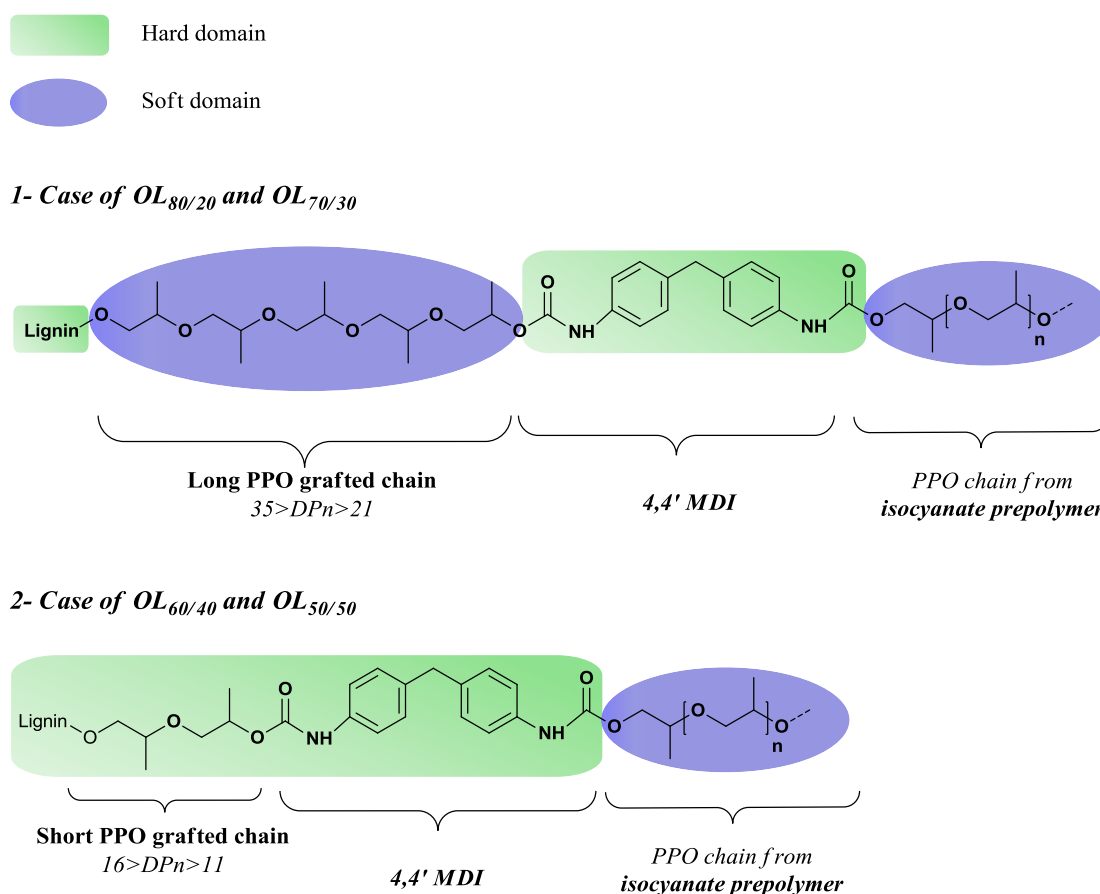 Hard domain
Soft domain
1- Case of OL80/20 and OL70/30
Lignin O O O O O O O NH NH O O O O n
Long PPO grafted chain
35>DPn>21
4,4' MDI
PPO chain from
isocyanate prepolymer
2- Case of OL60/40 and OL50/50
Lignin O O O O NH NH O O O O n
Short PPO grafted chain
16>DPn>11
4,4' MDI
PPO chain from
isocyanate prepolymer